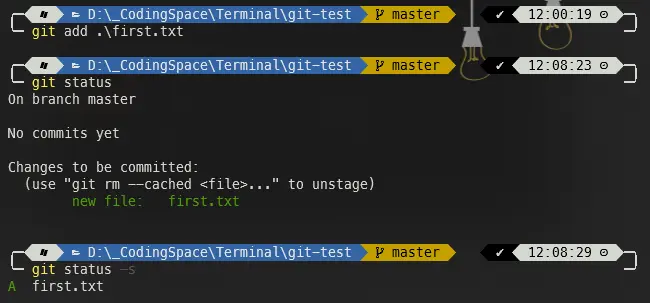 D:\_CodingSpace\Terminal\git-test master ✔ 12:00:19
git add .\first.txt
D:\_CodingSpace\Terminal\git-test master ✔ 12:08:23
git status
On branch master
No commits yet
Changes to be committed:
(use "git rm --cached <file>..." to unstage)
new file: first.txt
D:\_CodingSpace\Terminal\git-test master ✔ 12:08:29
git status -s
A first.txt